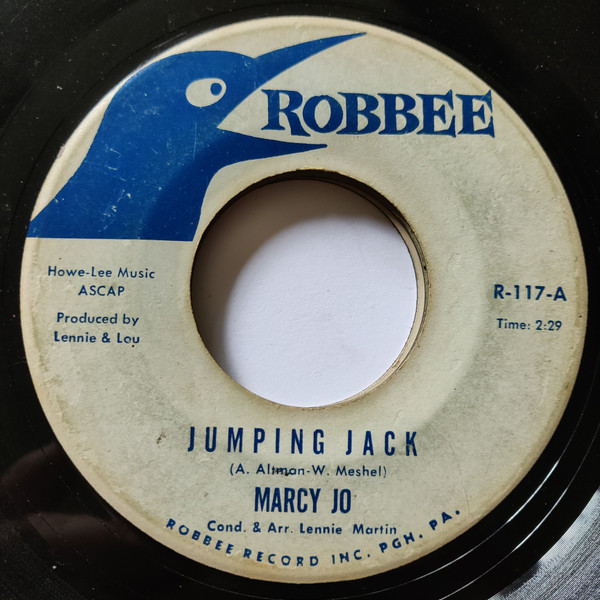 ROBBEE
Howe-Lee Music
ASCAP
Produced by
Lennie & Lou
R-117-A
Time: 2:29
JUMPING JACK
(A. Altman-W. Meshel)
MARCY JO
Cond. & Arr. Lennie Martin
ROBBEE RECORD INC. PGH. PA.